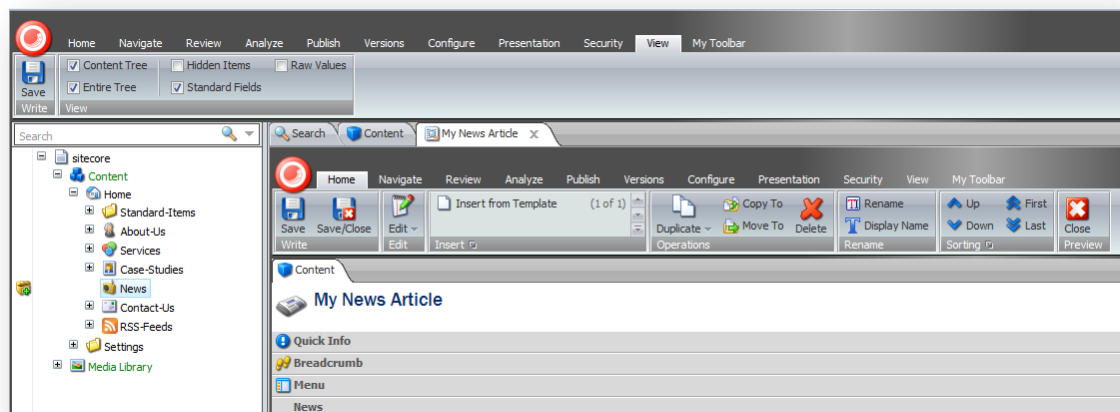 Home Navigate Review Analyze Publish Versions Configure Presentation Security View My Toolbar
Save
Write
Content Tree Hidden Items Raw Values
Entire Tree Standard Fields
View
Search
sitecore
Content
Home
Standard-Items
About-Us
Services
Case-Studies
News
Contact-Us
RSS-Feeds
Settings
Media Library
Search Content My News Article X
Home Navigate Review Analyze Publish Versions Configure Presentation Security View My Toolbar
Insert from Template (1 of 1) Copy To Rename Up First
Save Save/Close Edit Duplicate Move To Delete Display Name Down Last Close
Write Edit Insert Operations Rename Sorting Preview
Content
My News Article
Quick Info
Breadcrumb
Menu
News